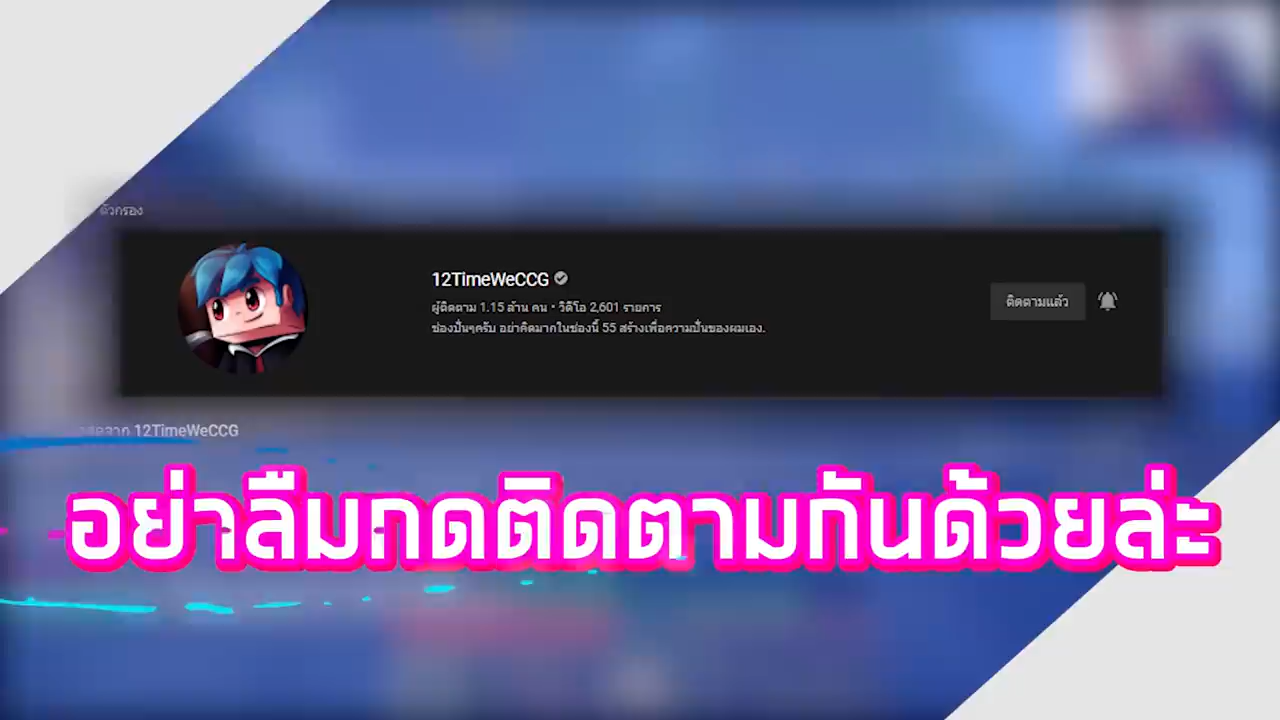 ตัวกรอง
12TimeWeCCG
ผู้ติดตาม 1.15 ล้าน คน • วิดีโอ 2,601 รายการ
ช่องปั่นๆครับ อย่าคิดมากในช่องนี้ 55 สร้างเพื่อความปั่นของผมเอง.
ติดตามแล้ว
จาก 12TimeWeCCG
อย่าลืมกดติดตามกันด้วยล่ะ